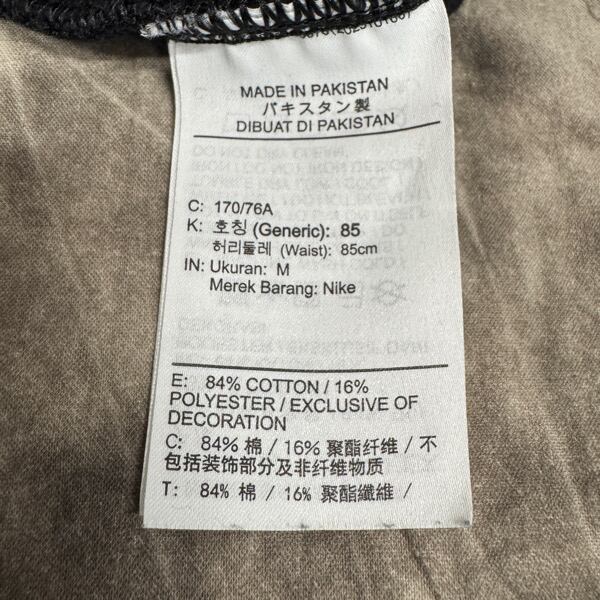 MADE IN PAKISTAN
パキスタン製
DIBUAT DI PAKISTAN
C: 170/76A
K: 호칭 (Generic): 85
허리둘레 (Waist): 85cm
IN: Ukuran: M
Merek Barang: Nike
E: 84% COTTON / 16%
POLYESTER / EXCLUSIVE OF
DECORATION
C: 84% 棉 / 16% 聚酯纤维 / 不
包括装饰部分及非纤维物质
T: 84% 棉 / 16% 聚酯纖維 /